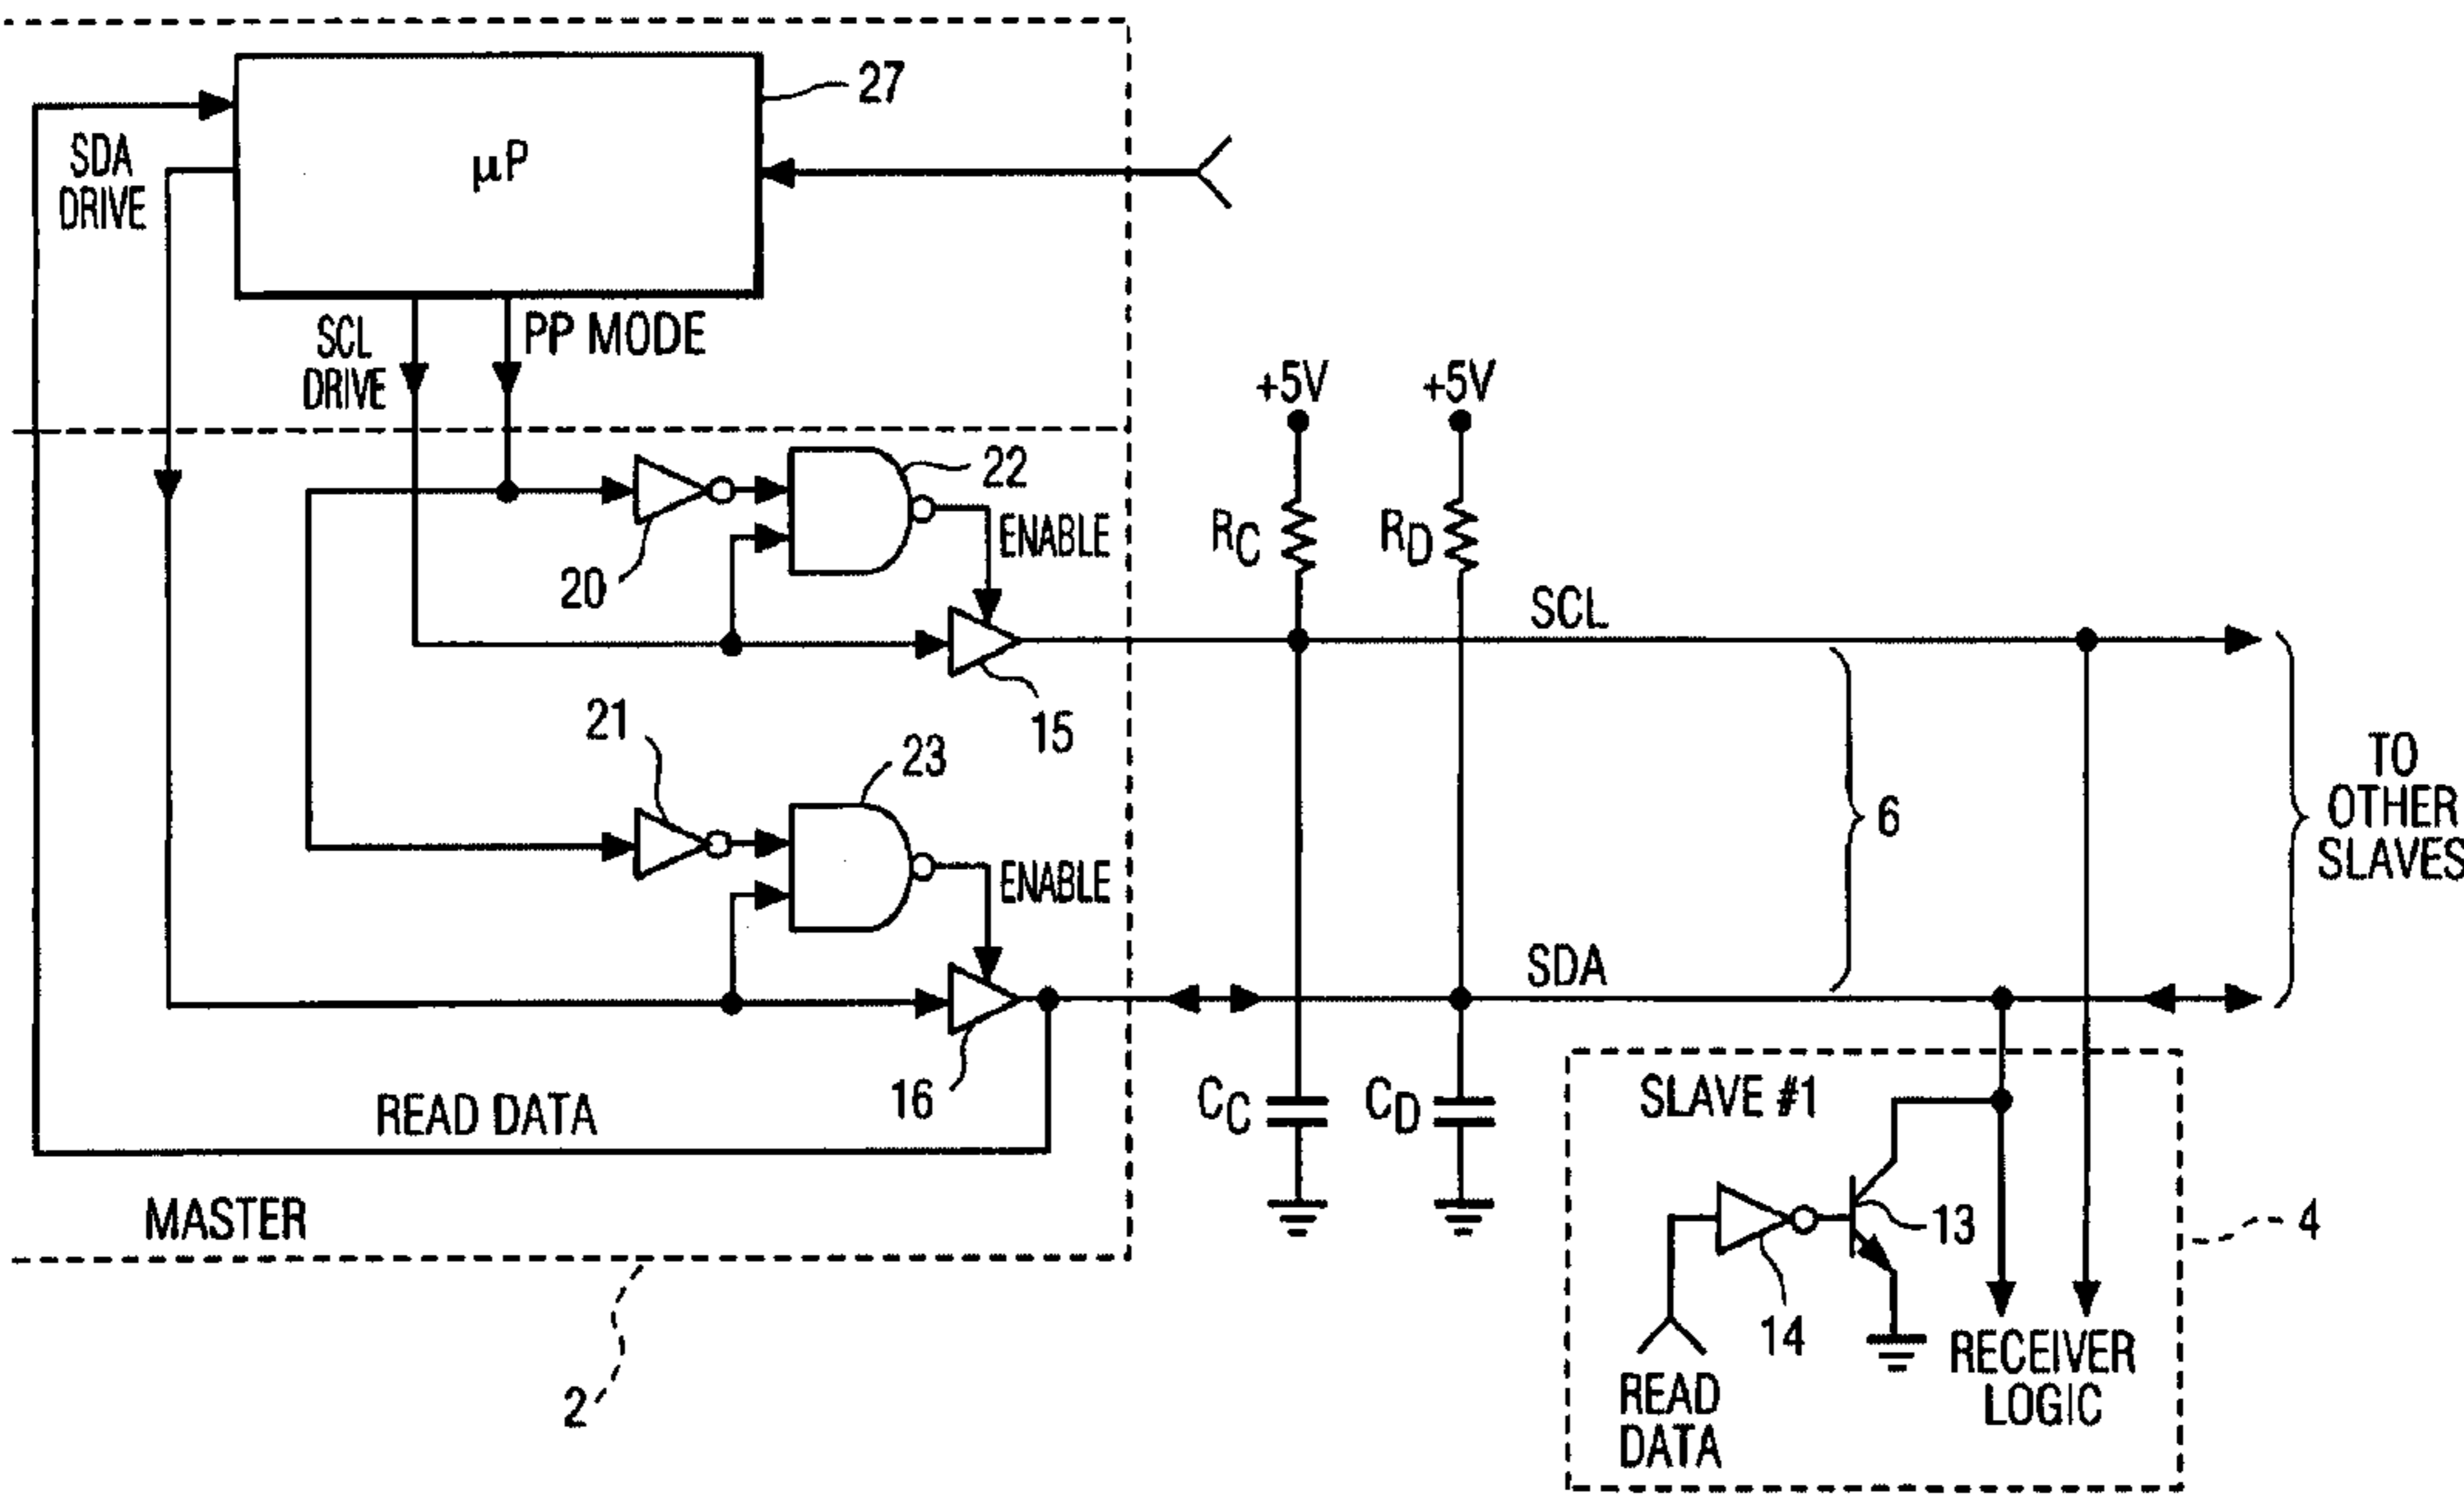 27
μP
SDA
DRIVE
SCL
DRIVE
PP MODE
+5V
+5V
22
ENABLE
RC
RD
20
SCL
15
21
23
6
TO
OTHER
SLAVES
ENABLE
SDA
16
READ DATA
CC
CD
SLAVE #1
MASTER
13
4
14
2
READ
DATA
RECEIVER
LOGIC